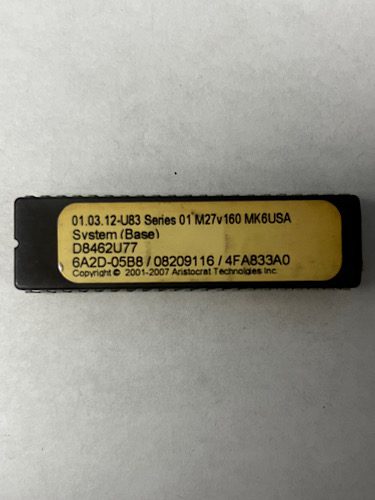 01.03.12-U83 Series 01 M27v160 MK6USA
System (Base)
D8462U77
6A2D-05B8 / 08209116 / 4FA833A0
Copyright © 2001-2007 Aristocrat Technolgies Inc